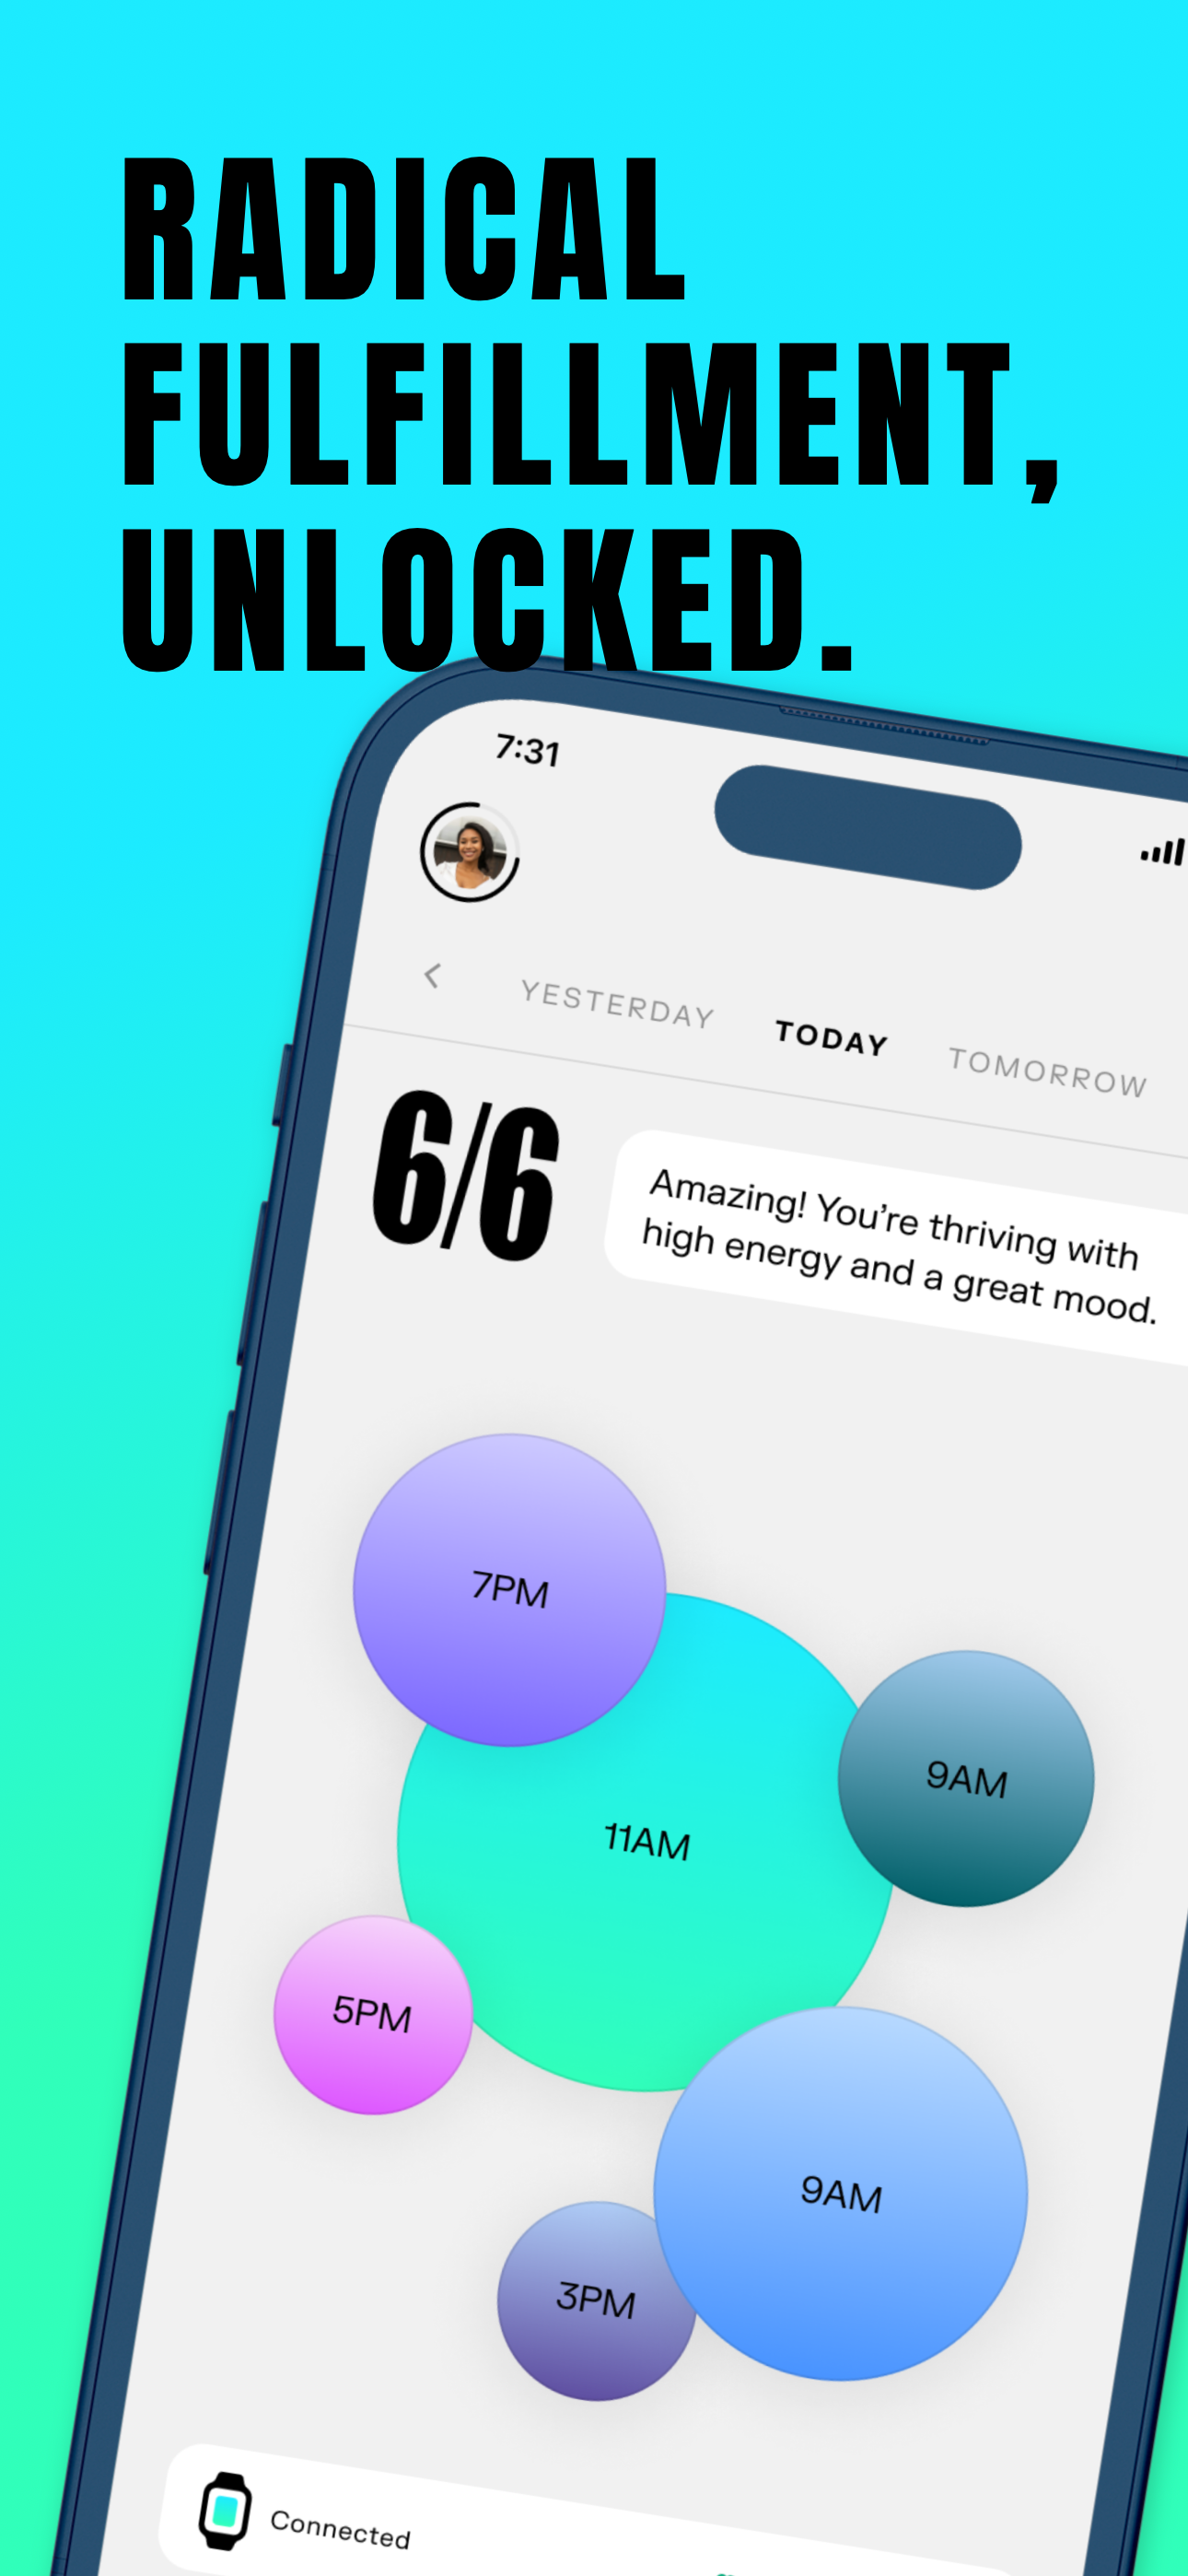 RADICAL
FULFILLMENT,
UNLOCKED.
7:31
YESTERDAY TODAY TOMORROW
6/6
Amazing! You’re thriving with
high energy and a great mood.
7PM
9AM
11AM
5PM
9AM
3PM
Connected